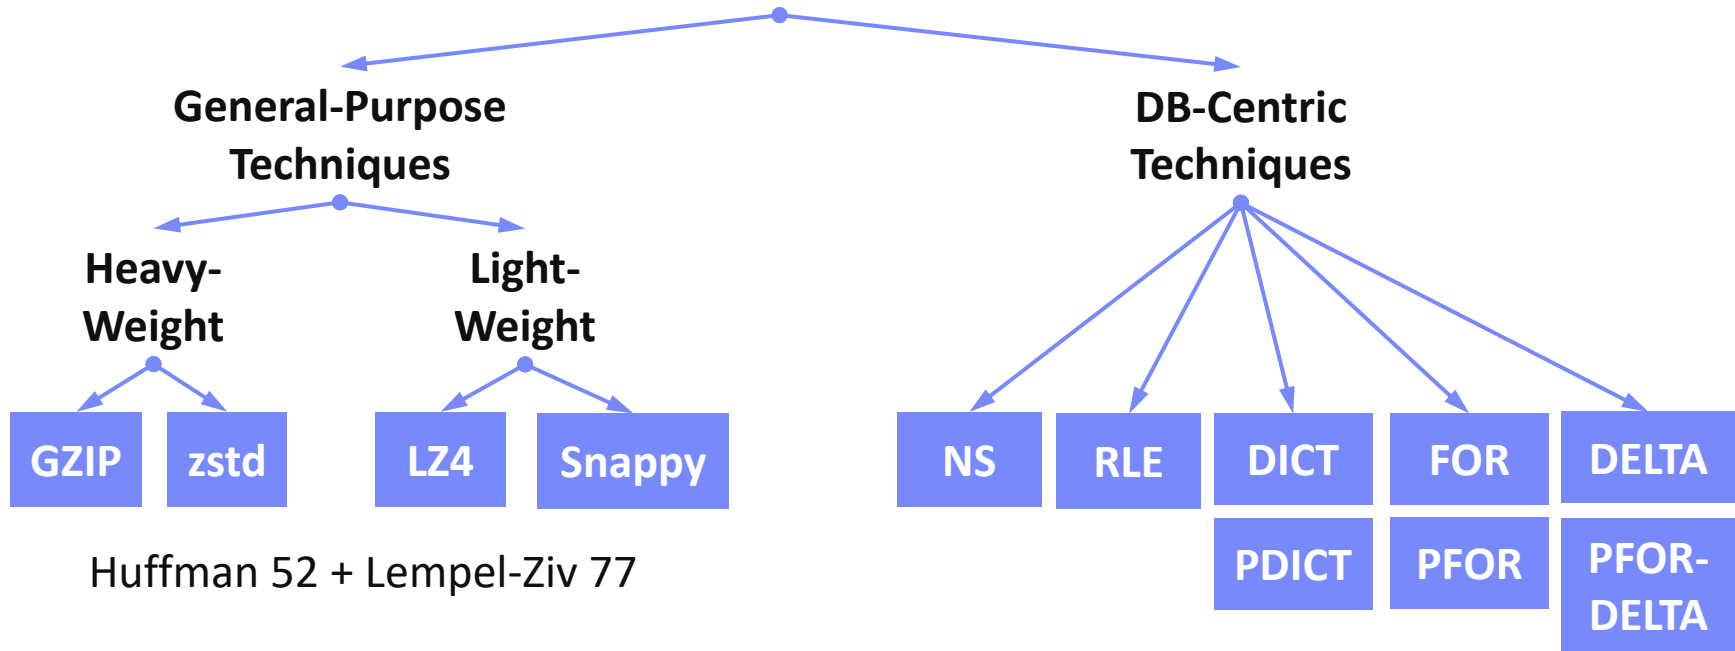 General-Purpose
Techniques
DB-Centric
Techniques
Heavy-
Weight
Light-
Weight
GZIP
zstd
LZ4
Snappy
NS
RLE
DICT
FOR
DELTA
PDICT
PFOR
PFOR-
DELTA
Huffman 52 + Lempel-Ziv 77